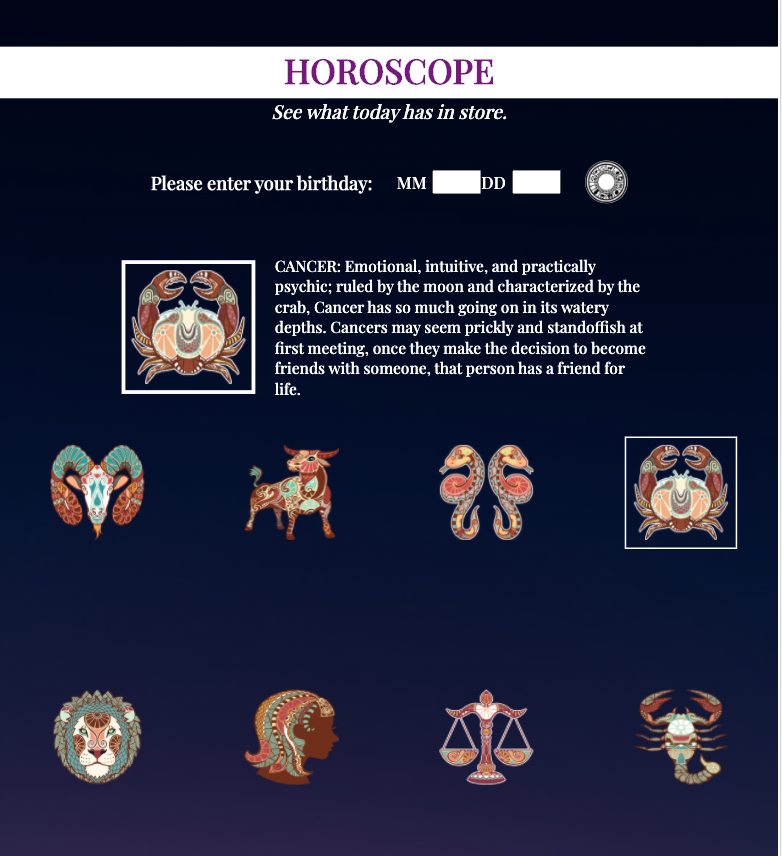 HOROSCOPE
See what today has in store.
Please enter your birthday: MM DD
CANCER: Emotional, intuitive, and practically
psychic; ruled by the moon and characterized by the
crab, Cancer has so much going on in its watery
depths. Cancers may seem prickly and standoffish at
first meeting, once they make the decision to become
friends with someone, that person has a friend for
life.